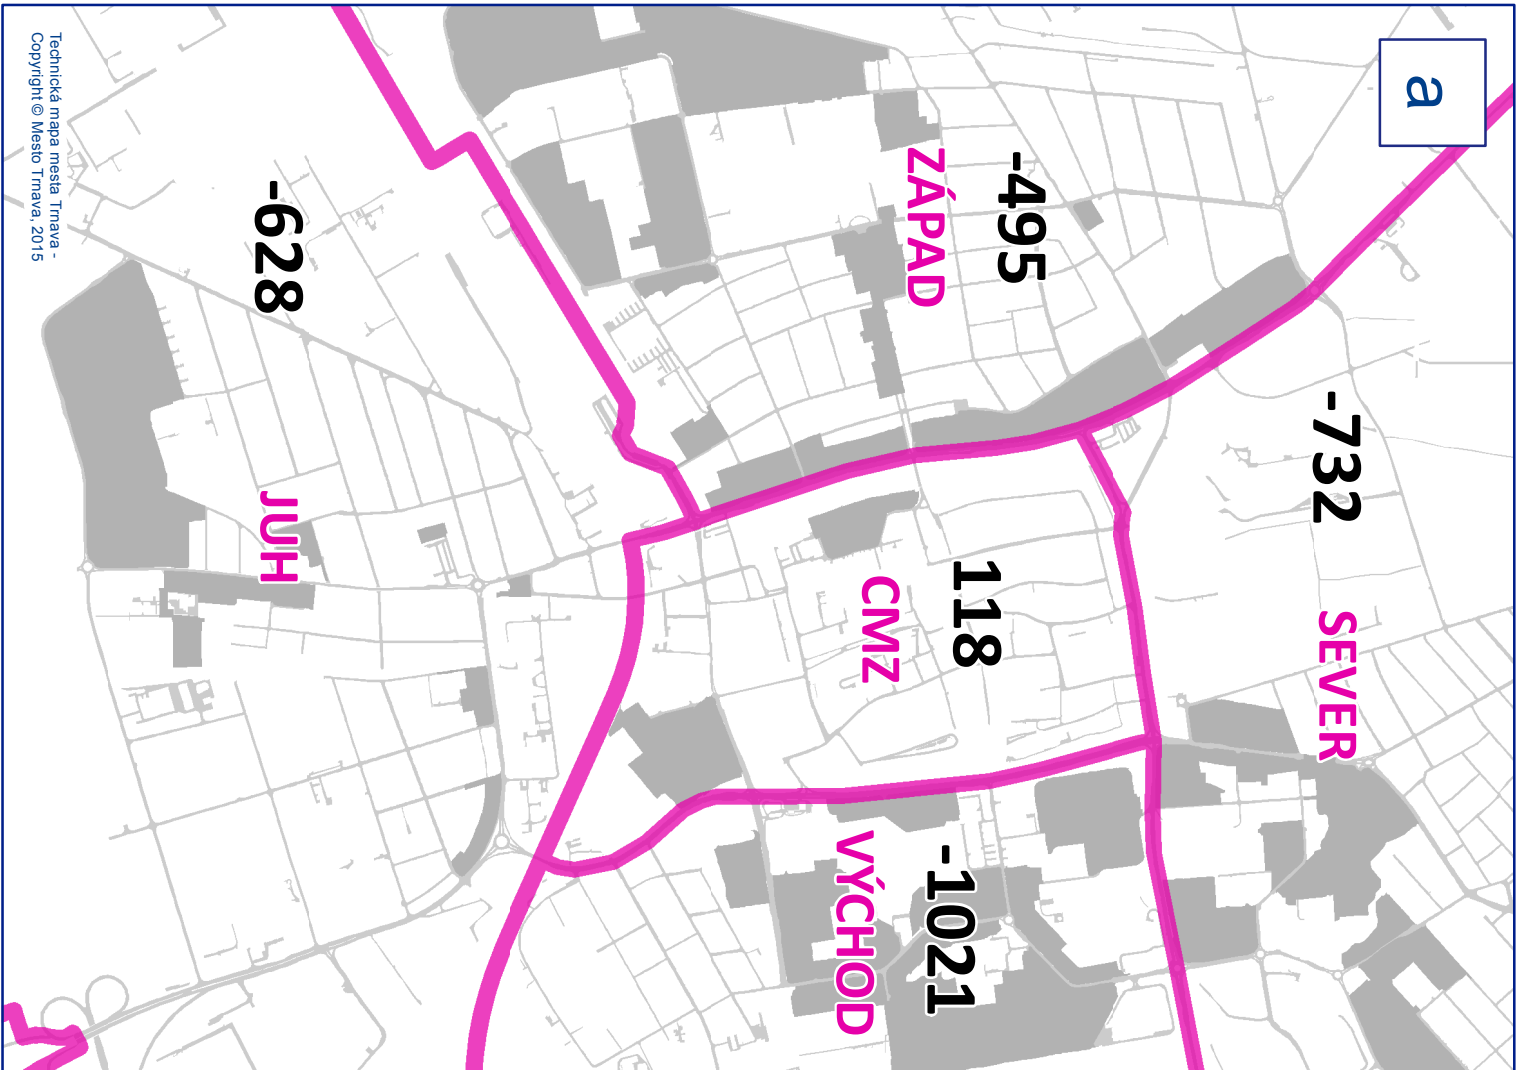 a
SEVER
-732
-495
ZÁPAD
118
CMZ
-1021
VÝCHOD
-628
JUH
Technická mapa mesta Trnava -
Copyright © Mesto Trnava, 2015